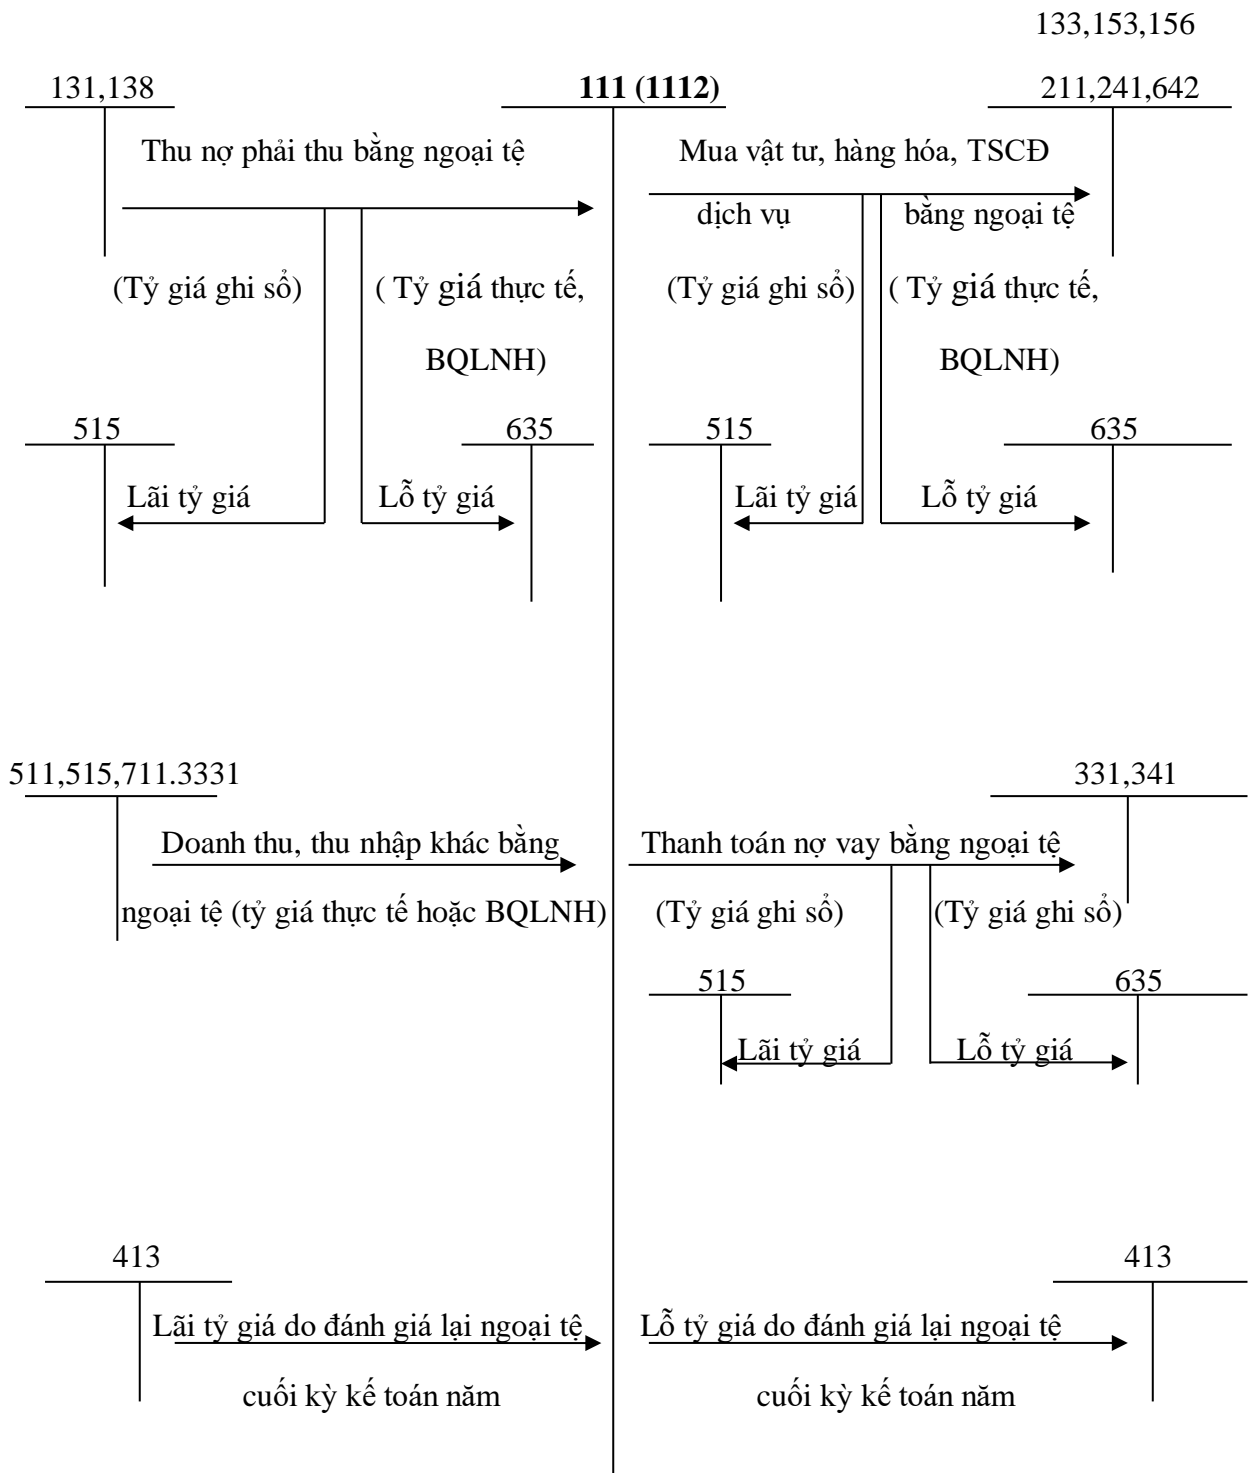 133,153,156
131,138
111 (1112)
211,241,642
Thu nợ phải thu bằng ngoại tệ
Mua vật tư, hàng hóa, TSCĐ
dịch vụ
bằng ngoại tệ
(Tỷ giá ghi sổ)
( Tỷ giá thực tế,
(Tỷ giá ghi sổ)
( Tỷ giá thực tế,
BQLNH)
BQLNH)
515
635
515
635
Lãi tỷ giá
Lỗ tỷ giá
Lãi tỷ giá
Lỗ tỷ giá
511,515,711.3331
331,341
Doanh thu, thu nhập khác bằng
Thanh toán nợ vay bằng ngoại tệ
ngoại tệ (tỷ giá thực tế hoặc BQLNH)
(Tỷ giá ghi sổ)
(Tỷ giá ghi sổ)
515
635
Lãi tỷ giá
Lỗ tỷ giá
413
413
Lãi tỷ giá do đánh giá lại ngoại tệ
Lỗ tỷ giá do đánh giá lại ngoại tệ
cuối kỳ kế toán năm
cuối kỳ kế toán năm